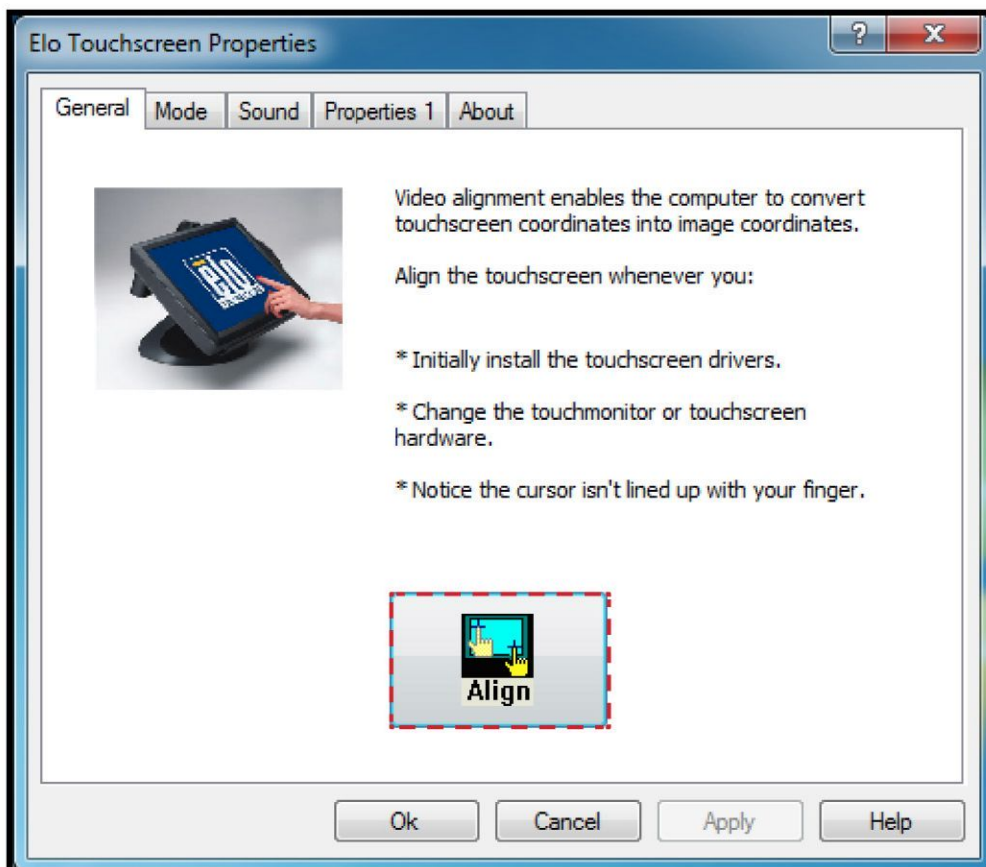 Elo Touchscreen Properties
?
X
General Mode Sound Properties 1 About
elo
Video alignment enables the computer to convert
touchscreen coordinates into image coordinates.
Align the touchscreen whenever you:
* Initially install the touchscreen drivers.
* Change the touchmonitor or touchscreen
hardware.
* Notice the cursor isn't lined up with your finger.
Align
Ok Cancel Apply Help